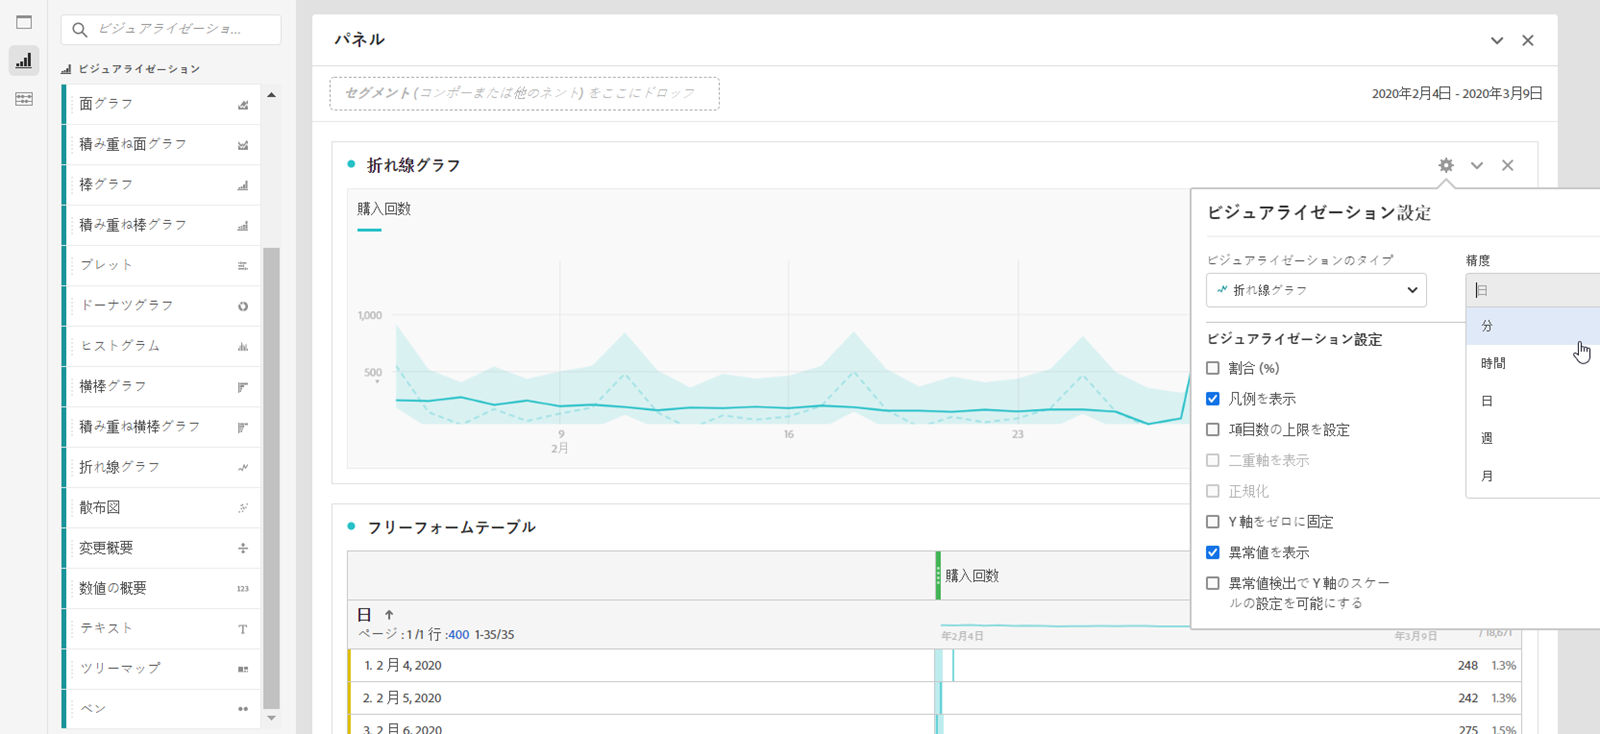 ビジュアライゼーショ...
ビジュアライゼーション
面グラフ
積み重ね面グラフ
棒グラフ
積み重ね棒グラフ
ブレット
ドーナツグラフ
ヒストグラム
横棒グラフ
積み重ね横棒グラフ
折れ線グラフ
散布図
変更概要
数値の概要
123
テキスト
ツリーマップ
ベン
パネル
セグメント (コンポーまたは他のネント) をここにドロップ
2020年2月4日 - 2020年3月9日
折れ線グラフ
購入回数
1,000
500
9
2月
16
23
ビジュアライゼーション設定
ビジュアライゼーションのタイプ
折れ線グラフ
精度
日
分
時間
日
週
月
ビジュアライゼーション設定
割合 (%)
凡例を表示
項目数の上限を設定
二重軸を表示
正規化
Y 軸をゼロに固定
異常値を表示
異常値検出で Y 軸のスケー
ルの設定を可能にする
フリーフォームテーブル
購入回数
日
ページ : 1 /1 行 :400 1-35/35
年2月4日
年3月9日
/ 18,671
1. 2 月 4, 2020
248 1.3%
2. 2 月 5, 2020
242 1.3%
3. 2 月 6, 2020
275 1.5%